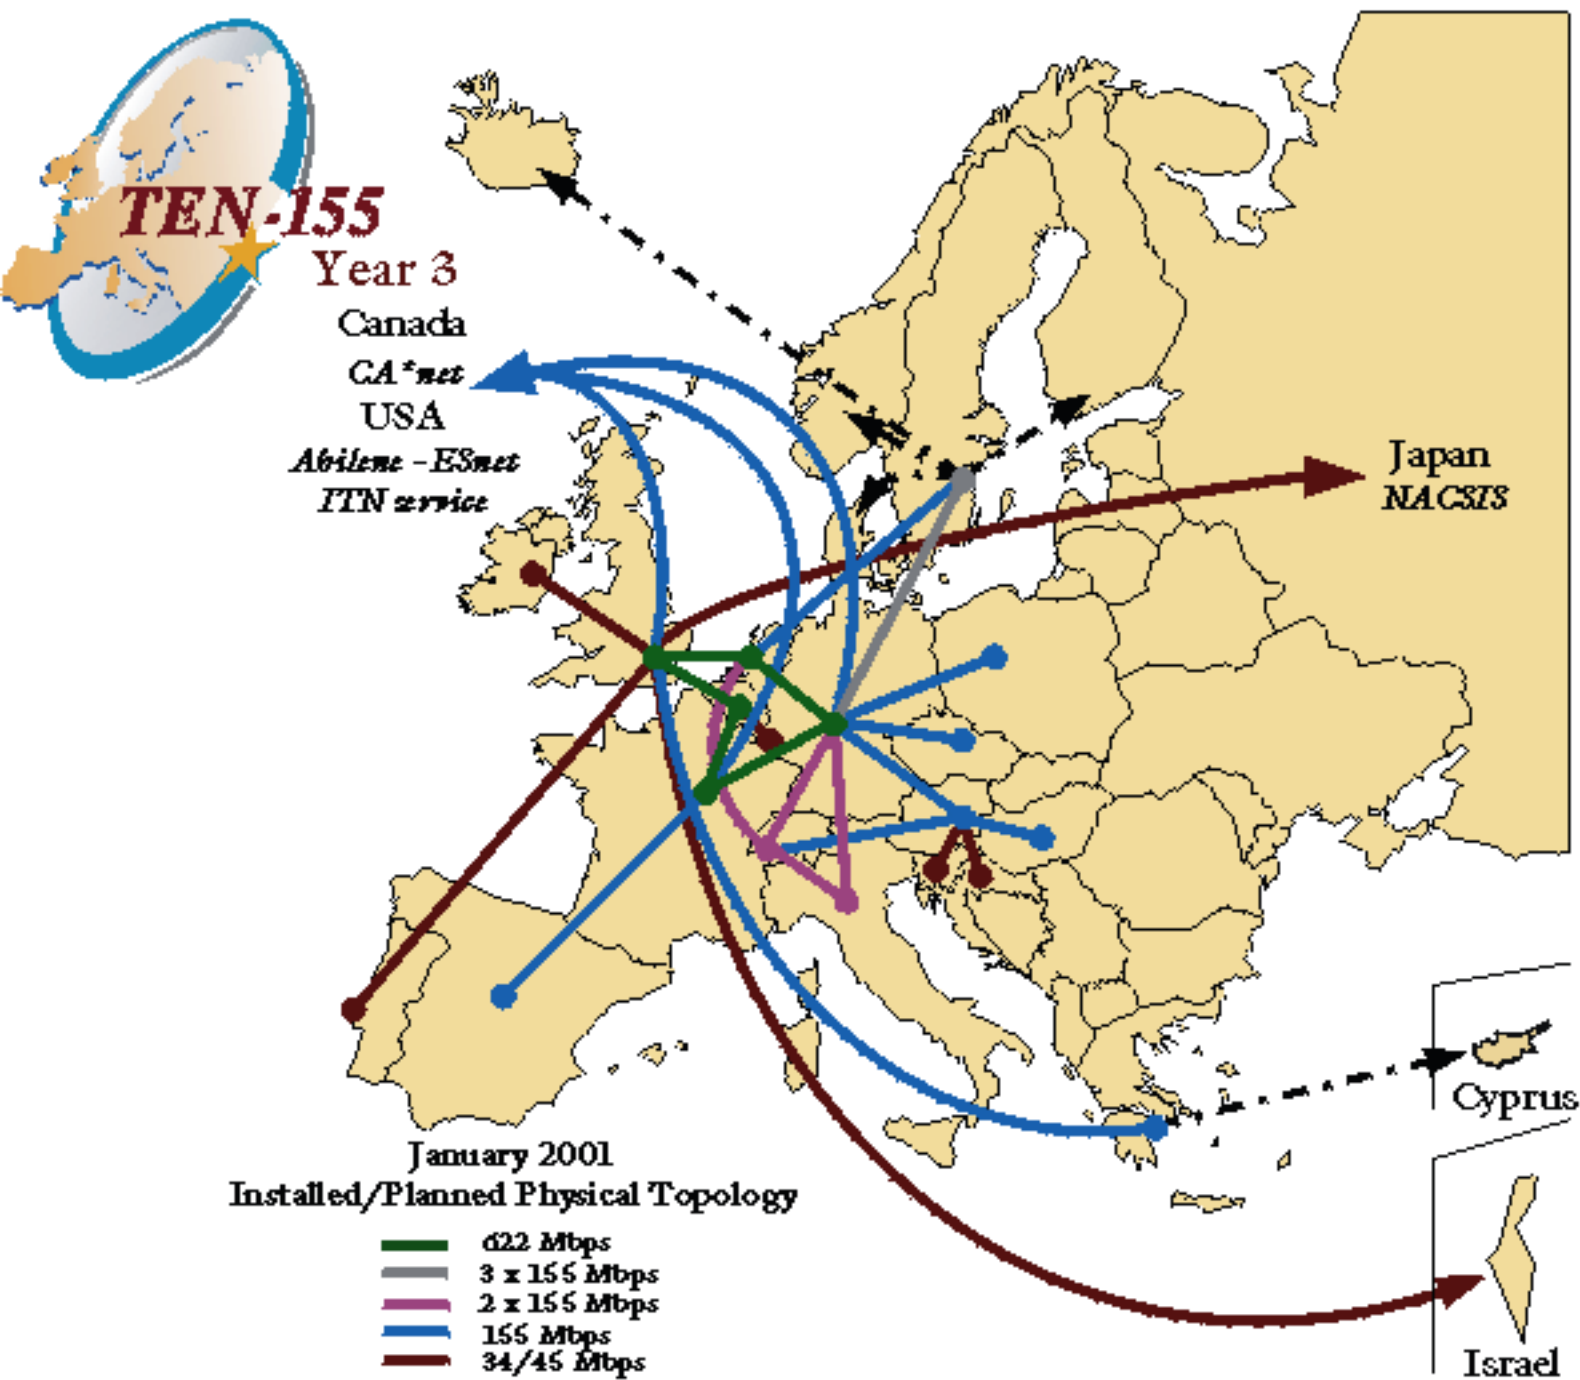 TEN-155
Year 3
Canada
CA*net
USA
Abilene - ESnet
ITN service
Japan
NACSIS
Cyprus
Israel
January 2001
Installed/Planned Physical Topology
622 Mbps
3 x 155 Mbps
2 x 155 Mbps
155 Mbps
34/45 Mbps